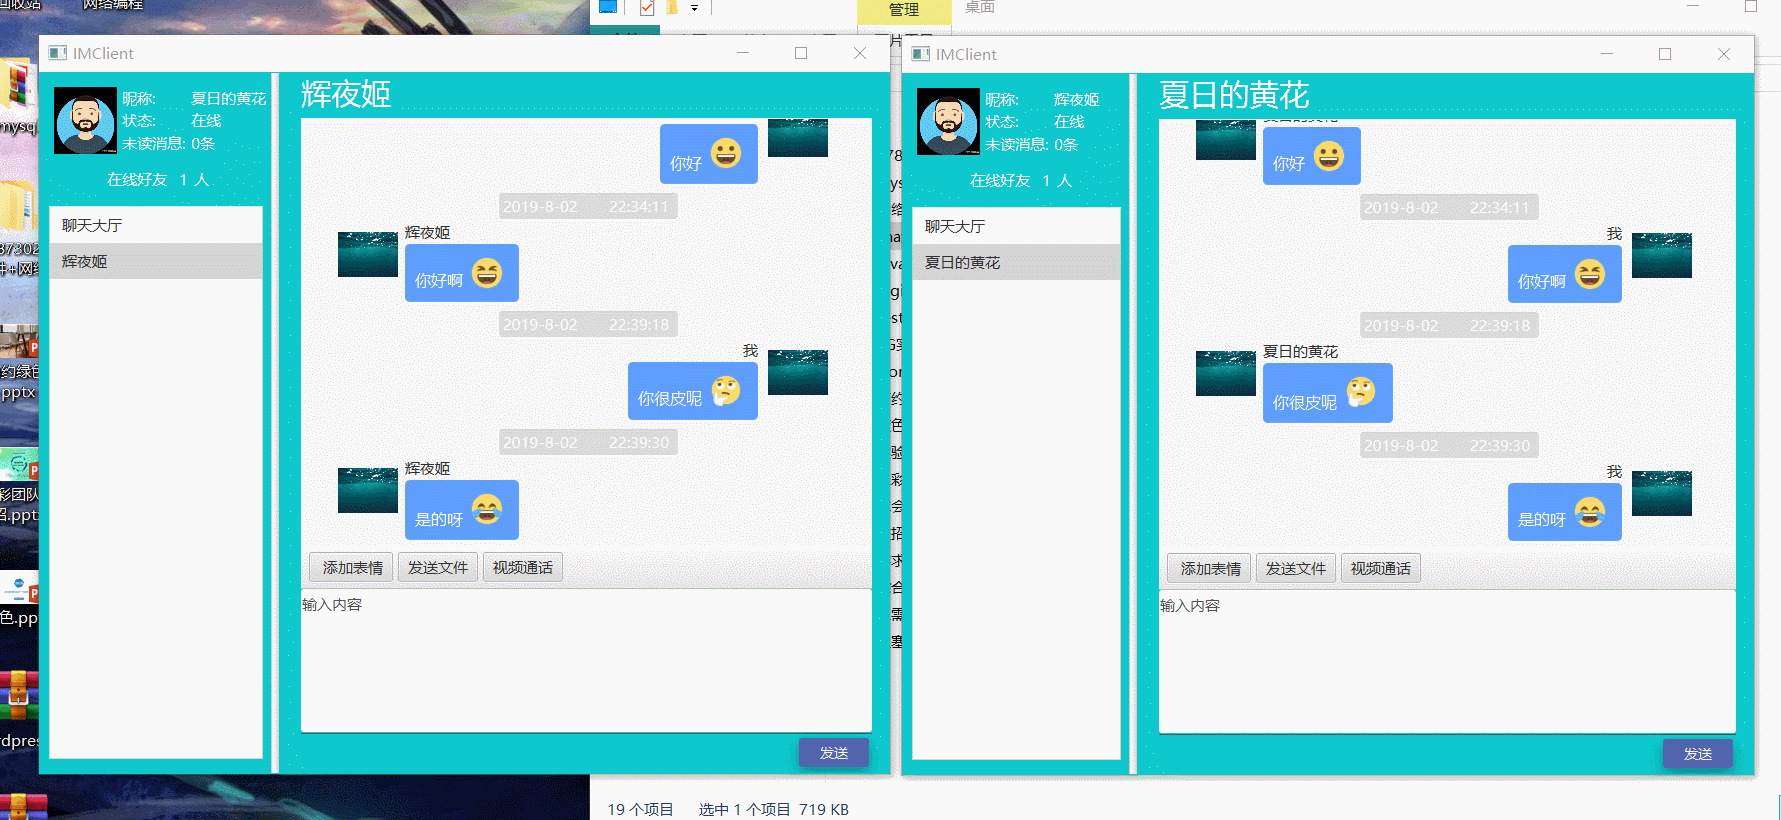 网络编程
管理
桌面
mysq
pptx
彩团队
.ppt
色.pp
rdpres
IMClient
昵称: 夏日的黄花
状态: 在线
未读消息: 0条
在线好友 1 人
聊天大厅
辉夜姬
辉夜姬
你好
2019-8-02 22:34:11
辉夜姬
你好啊
2019-8-02 22:39:18
我
你很皮呢
2019-8-02 22:39:30
辉夜姬
是的呀
添加表情 发送文件 视频通话
输入内容
发送
IMClient
昵称: 辉夜姬
状态: 在线
未读消息: 0条
在线好友 1 人
聊天大厅
夏日的黄花
夏日的黄花
你好
2019-8-02 22:34:11
我
你好啊
2019-8-02 22:39:18
夏日的黄花
你很皮呢
2019-8-02 22:39:30
我
是的呀
添加表情 发送文件 视频通话
输入内容
发送
19 个项目 选中 1 个项目 719 KB